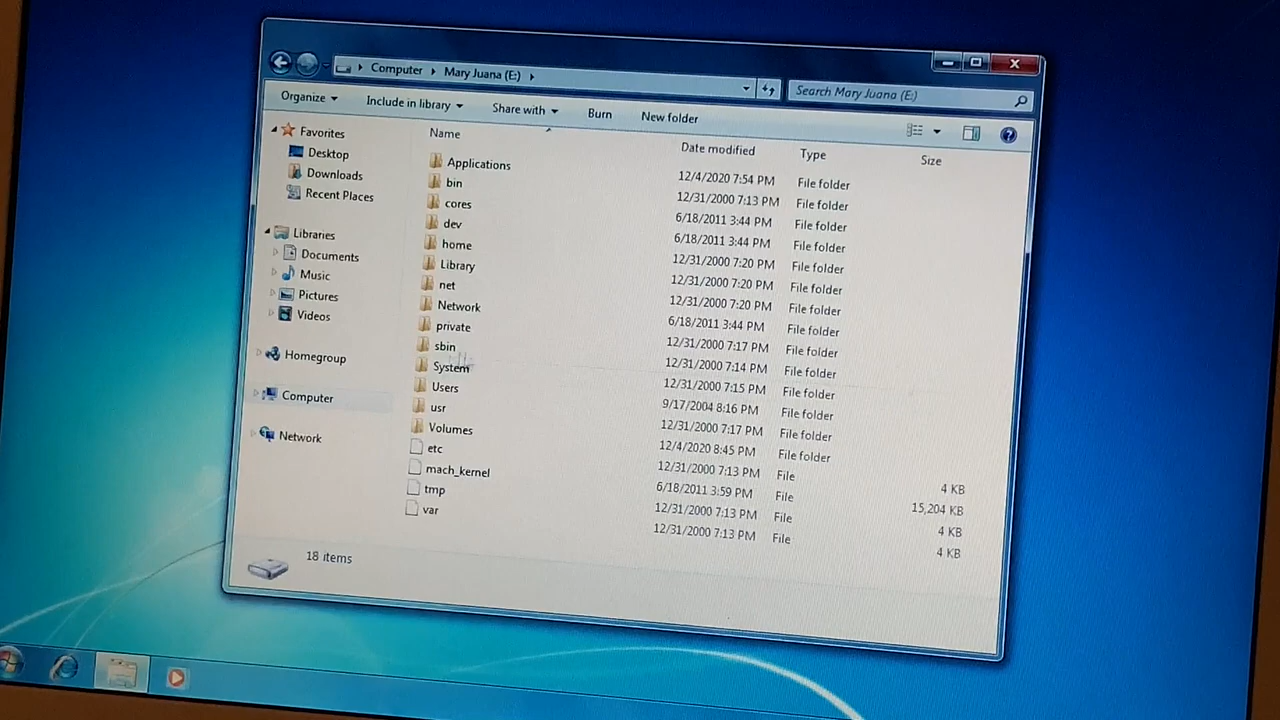 Computer Mary Juana (E:)
Search Mary Juana (E:)
Organize Include in library Share with Burn New folder
Favorites
Desktop
Downloads
Recent Places
Libraries
Documents
Music
Pictures
Videos
Homegroup
Computer
Network
Name Date modified Type Size
Applications 12/4/2020 7:54 PM File folder
bin 12/31/2000 7:13 PM File folder
cores 6/18/2011 3:44 PM File folder
dev 6/18/2011 3:44 PM File folder
home 12/31/2000 7:20 PM File folder
Library 12/31/2000 7:20 PM File folder
net 12/31/2000 7:20 PM File folder
Network 6/18/2011 3:44 PM File folder
private 12/31/2000 7:17 PM File folder
sbin 12/31/2000 7:14 PM File folder
System 12/31/2000 7:15 PM File folder
Users 9/17/2004 8:16 PM File folder
usr 12/31/2000 7:17 PM File folder
Volumes 12/4/2020 8:45 PM File folder
etc 12/31/2000 7:13 PM File 4 KB
mach_kernel 6/18/2011 3:59 PM File 15,204 KB
tmp 12/31/2000 7:13 PM File 4 KB
var 12/31/2000 7:13 PM File 4 KB
18 items